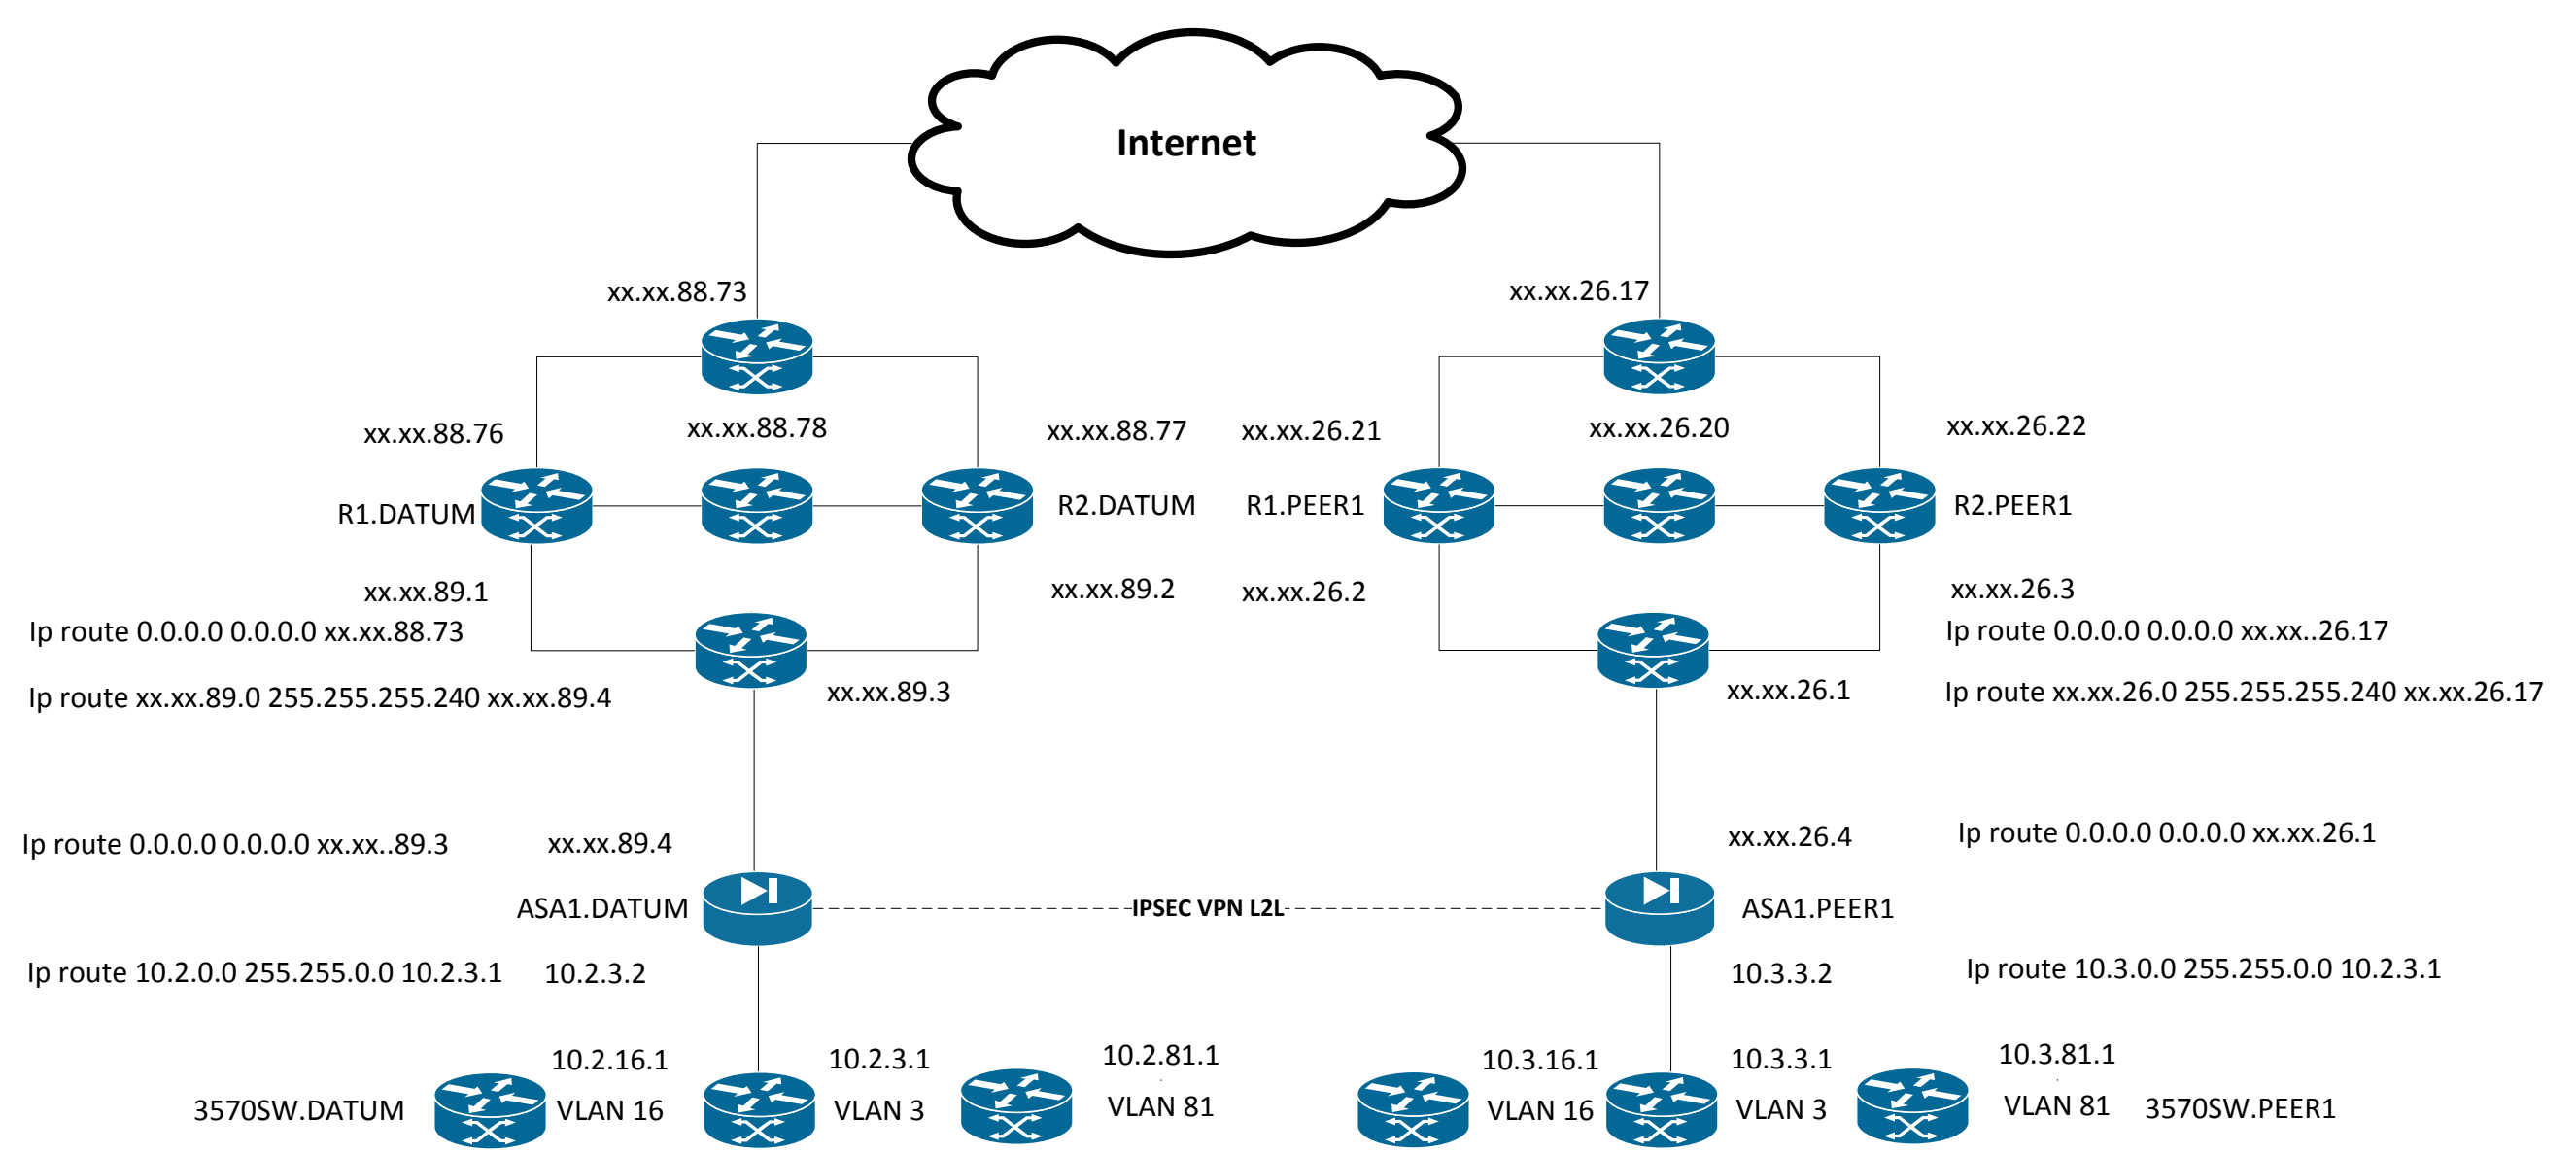 Internet
xx.xx.88.73
xx.xx.26.17
xx.xx.88.76
xx.xx.88.78
xx.xx.88.77
xx.xx.26.21
xx.xx.26.20
xx.xx.26.22
R1.DATUM
R2.DATUM
R1.PEER1
R2.PEER1
xx.xx.89.1
xx.xx.89.2
xx.xx.26.2
xx.xx.26.3
Ip route 0.0.0.0 0.0.0.0 xx.xx.88.73
Ip route 0.0.0.0 0.0.0.0 xx.xx..26.17
Ip route xx.xx.89.0 255.255.255.240 xx.xx.89.4
xx.xx.89.3
xx.xx.26.1
Ip route xx.xx.26.0 255.255.255.240 xx.xx.26.17
Ip route 0.0.0.0 0.0.0.0 xx.xx..89.3
xx.xx.89.4
xx.xx.26.4
Ip route 0.0.0.0 0.0.0.0 xx.xx.26.1
ASA1.DATUM
IPSEC VPN L2L
ASA1.PEER1
Ip route 10.2.0.0 255.255.0.0 10.2.3.1
10.2.3.2
10.3.3.2
Ip route 10.3.0.0 255.255.0.0 10.2.3.1
10.2.16.1
10.2.3.1
10.2.81.1
10.3.16.1
10.3.3.1
10.3.81.1
3570SW.DATUM
VLAN 16
VLAN 3
VLAN 81
VLAN 16
VLAN 3
VLAN 81
3570SW.PEER1